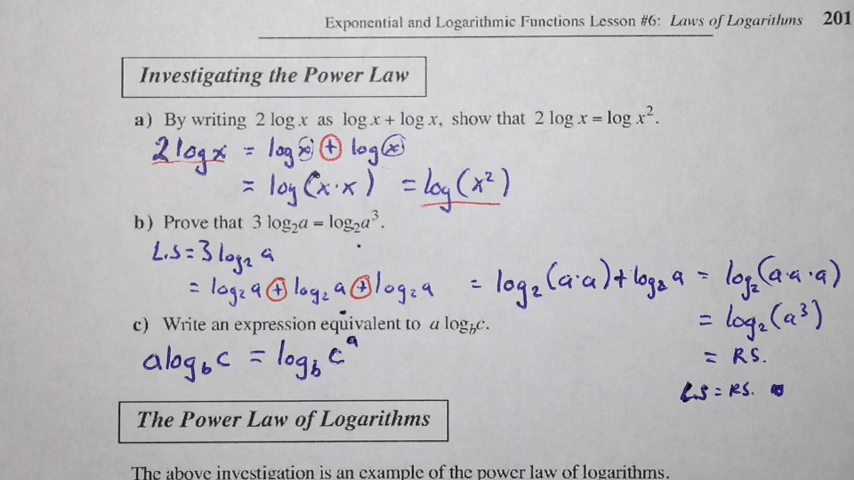 Exponential and Logarithmic Functions Lesson #6: Laws of Logarithms 201
Investigating the Power Law
a) By writing 2 log x as log x + log x, show that 2 log x = log x².
2 log x = log x + log x
= log(x·x) = log(x²)
b) Prove that 3 log₂a = log₂a³.
L.S = 3 log₂ a
= log₂ a + log₂ a + log₂ a = log₂(a·a) + log₂ a = log₂(a·a·a)
= log₂(a³)
c) Write an expression equivalent to a log_b c.
a log_b c = log_b c^a
= RS.
L.S = RS.
The Power Law of Logarithms
The above investigation is an example of the power law of logarithms.